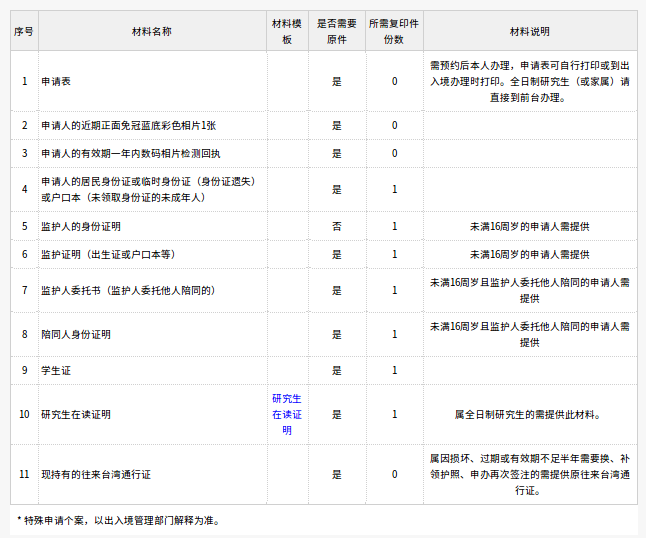 序号 材料名称 材料模板 是否需要原件 所需复印件份数 材料说明
1 申请表 是 0 需预约后本人办理，申请表可自行打印或到出
入境办理时打印。全日制研究生（或家属）请
直接到前台办理。
2 申请人的近期正面免冠蓝底彩色相片1张 是 0
3 申请人的有效期一年内数码相片检测回执 是 0
4 申请人的居民身份证或临时身份证（身份证遗失）
或户口本（未领取身份证的未成年人） 是 1
5 监护人的身份证明 否 1 未满16周岁的申请人需提供
6 监护证明（出生证或户口本等） 是 1 未满16周岁的申请人需提供
7 监护人委托书（监护人委托他人陪同的） 是 1 未满16周岁且监护人委托他人陪同的申请人需
提供
8 陪同人身份证明 是 1 未满16周岁且监护人委托他人陪同的申请人需
提供
9 学生证 是 1
10 研究生在读证明 研究生
在读证
明 是 1 属全日制研究生的需提供此材料。
11 现持有的往来台湾通行证 是 0 属因损坏、过期或有效期不足半年需要换、补
领护照、申办再次签注的需提供原往来台湾通
行证。
* 特殊申请个案，以出入境管理部门解释为准。